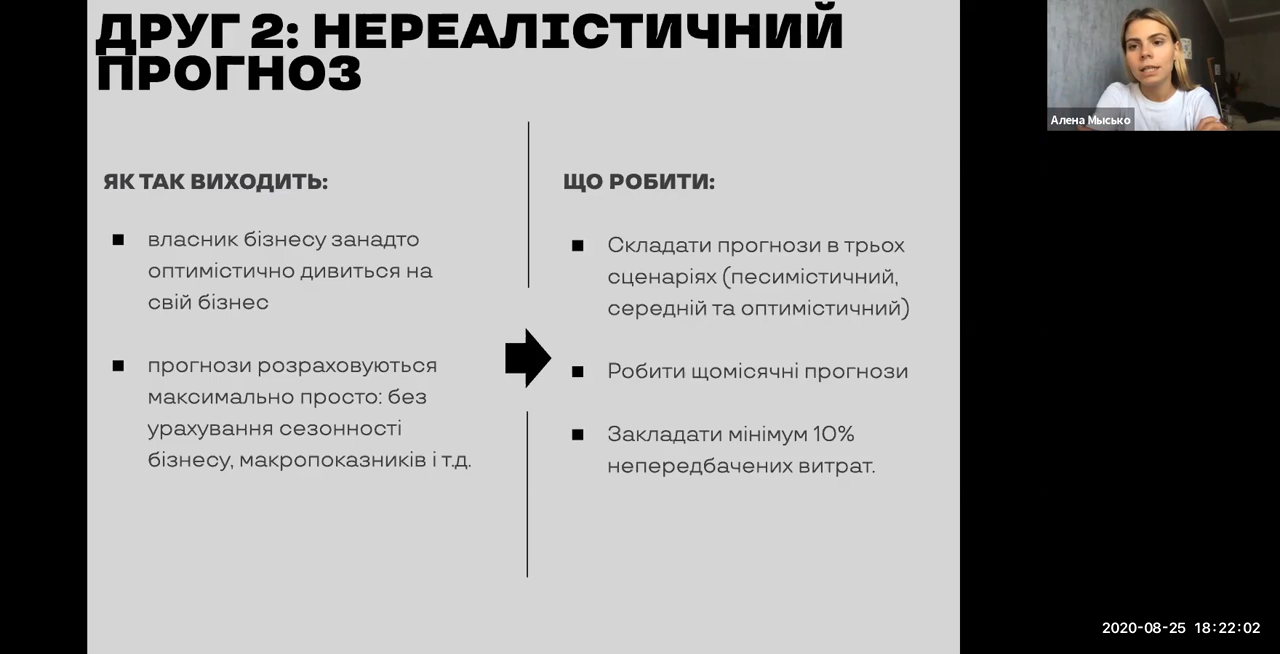 ДРУГ 2: НЕРЕАЛІСТИЧНИЙ
ПРОГНОЗ
ЯК ТАК ВИХОДИТЬ:
власник бізнесу занадто
оптимістично дивиться на
свій бізнес
прогнози розраховуються
максимально просто: без
урахування сезонності
бізнесу, макропоказників і т.д.
ЩО РОБИТИ:
Складати прогнози в трьох
сценаріях (песимістичний,
середній та оптимістичний)
Робити щомісячні прогнози
Закладати мінімум 10%
непередбачених витрат.
Алена Мысько
2020-08-25 18:22:02